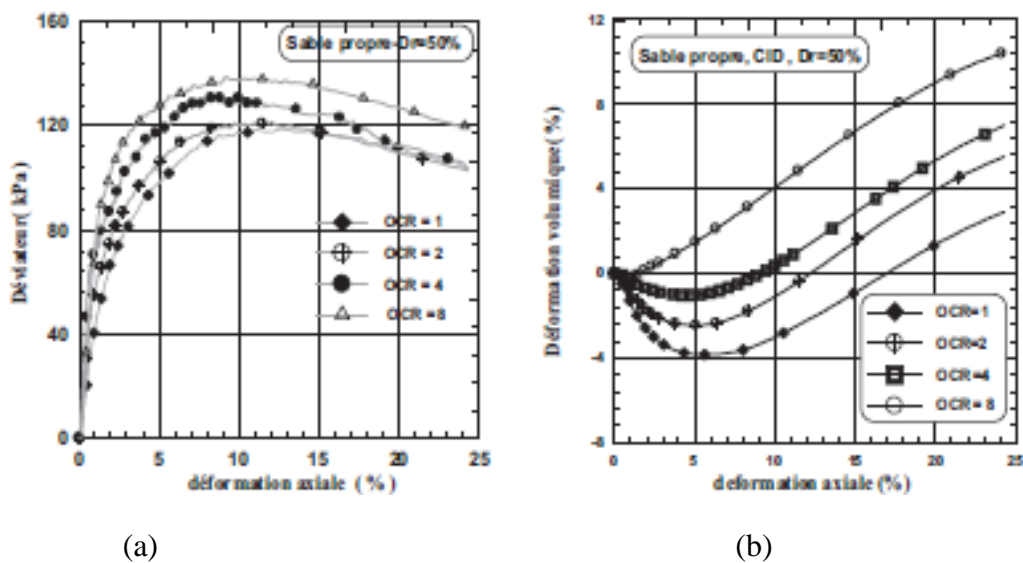 160
120
80
40
0
0 5 10 15 20 25
Déviateur( kPa)
déformation axiale ( % )
Sable propre-Dr=50%
OCR = 1
OCR = 2
OCR = 4
OCR = 8
(a)
12
8
4
0
-4
-8
0 5 10 15 20 25
Déformation volumique( % )
deformation axiale (%)
Sable propre, CID , Dr=50%
OCR=1
OCR=2
OCR=4
OCR = 8
(b)